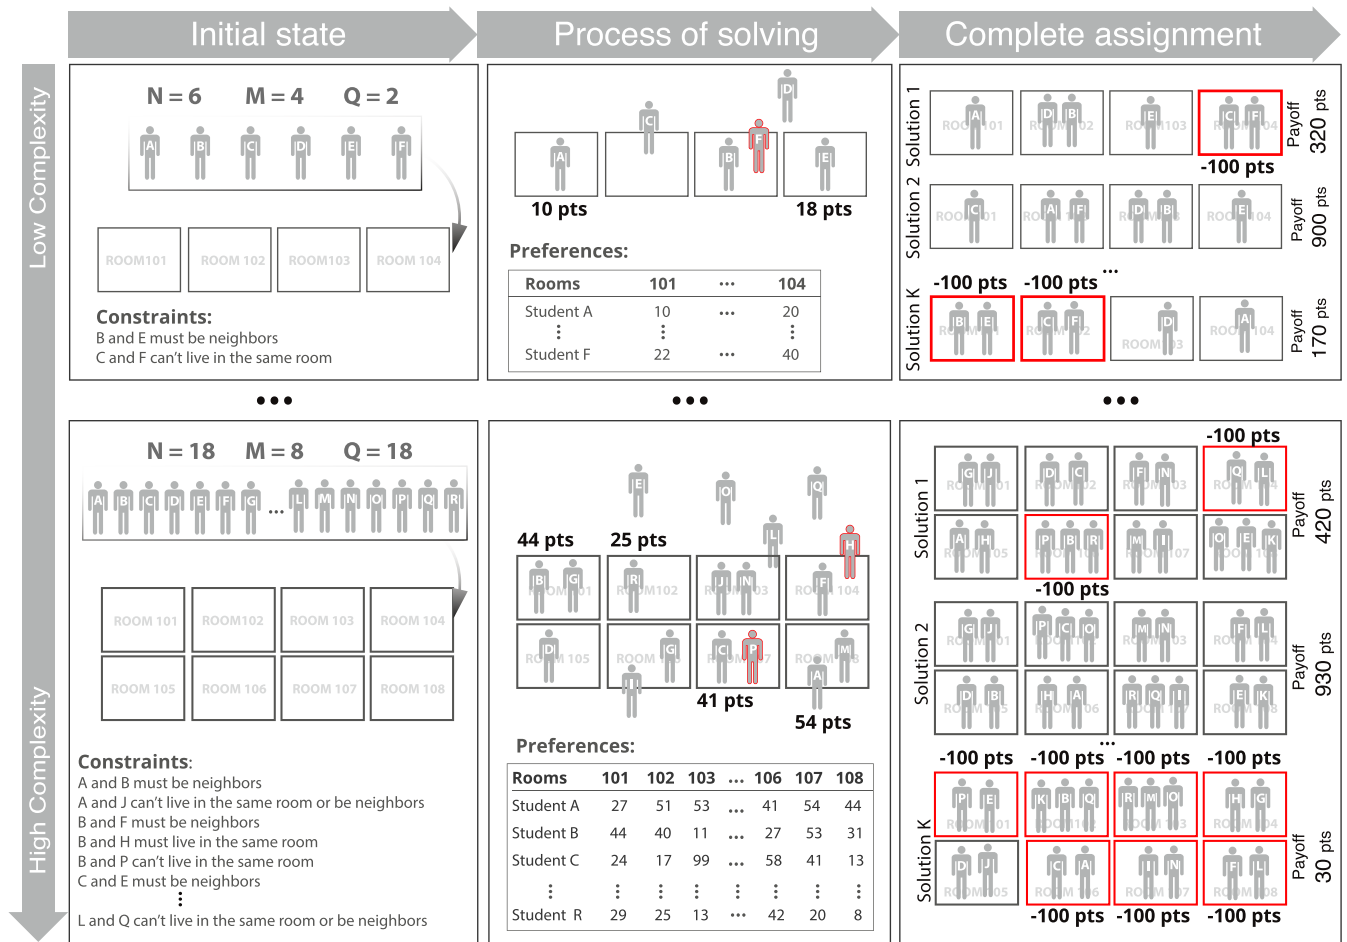 Initial state
Process of solving
Complete assignment
Low Complexity
N = 6 M = 4 Q = 2
A B C D E F
ROOM101 ROOM 102 ROOM103 ROOM 104
Constraints:
B and E must be neighbors
C and F can't live in the same room
D
C
F
A B E
10 pts 18 pts
Preferences:
Rooms 101 ... 104
Student A 10 ... 20
Student F 22 ... 40
Solution 1
A D B E C F
Payoff
320 pts
-100 pts
Solution 2
C A F D B E
Payoff
900 pts
...
-100 pts -100 pts
Solution K
B E C F D A
Payoff
170 pts
...
...
...
High Complexity
N = 18 M = 8 Q = 18
A B C D E F G ... L M N O P Q R
ROOM 101 ROOM102 ROOM 103 ROOM 104
ROOM 105 ROOM 106 ROOM 107 ROOM 108
Constraints:
A and B must be neighbors
A and J can't live in the same room or be neighbors
B and F must be neighbors
B and H must live in the same room
B and P can't live in the same room
C and E must be neighbors
L and Q can't live in the same room or be neighbors
E O Q
L H
44 pts 25 pts
B G R J N F
ROOM102 ROOM 104
D G C P M
I A
ROOM 105
41 pts
54 pts
Preferences:
Rooms 101 102 103 ... 106 107 108
Student A 27 51 53 ... 41 54 44
Student B 44 40 11 ... 27 53 31
Student C 24 17 99 ... 58 41 13
Student R 29 25 13 ... 42 20 8
-100 pts
Solution 1
G J D C F N Q L
A H P B R M I O E K
Payoff
420 pts
-100 pts
Solution 2
G J P C O M N F L
D B H A R Q I E K
Payoff
930 pts
...
-100 pts -100 pts -100 pts -100 pts
Solution K
P E K B Q R M O H G
D J C A I N F L
Payoff
30 pts
-100 pts -100 pts -100 pts